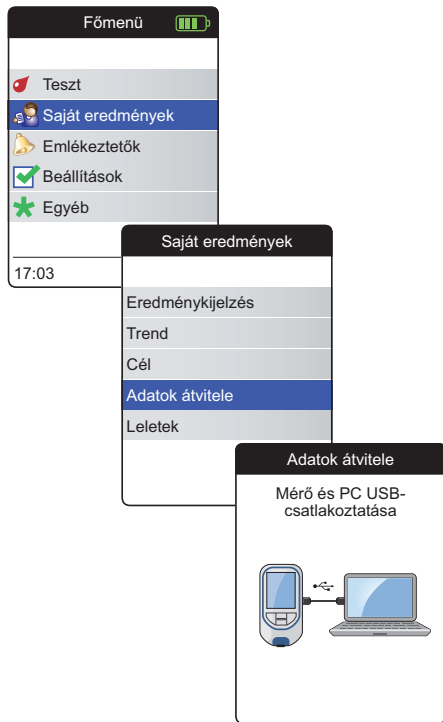 Főmenü
Teszt
Saját eredmények
Emlékeztetők
Beállítások
Egyéb
17:03
Saját eredmények
Eredménykijelzés
Trend
Cél
Adatok átvitele
Leletek
Adatok átvitele
Mérő és PC USB-
csatlakoztatása